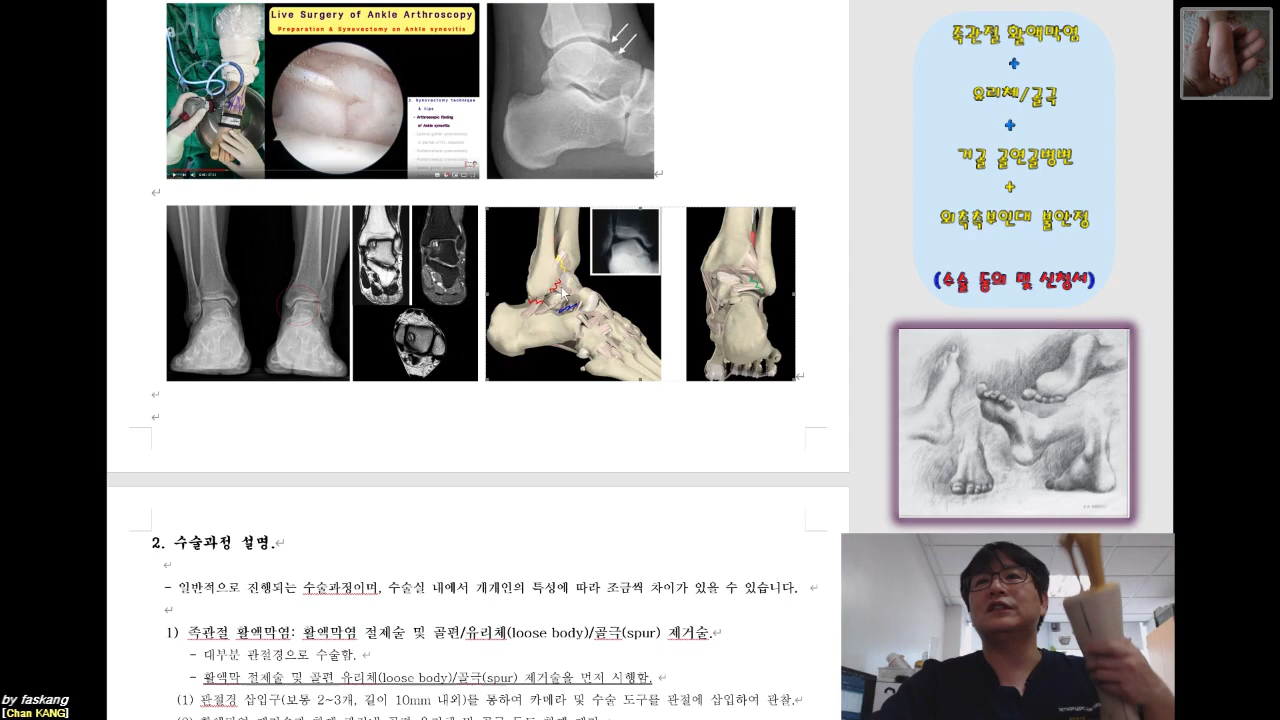 Live Surgery of Ankle Arthroscopy
Preparation & Synovectomy on Ankle synovitis
2. Synovectomy technique
& tips
- Arthroscopic finding
of Ankle synovitis
족관절 활액막염
+
유리체/골극
+
거골 골연골병변
+
외측측부인대 불안정
(수술 동의 및 신청서)
2. 수술과정 설명.
- 일반적으로 진행되는 수술과정이며, 수술실 내에서 개개인의 특성에 따라 조금씩 차이가 있을 수 있습니다.
1) 족관절 활액막염: 활액막염 절제술 및 골편/유리체(loose body)/골극(spur) 제거술.
- 대부분 관절경으로 수술함.
- 활액막 절제술 및 골편 유리체(loose body)/골극(spur) 제거술을 먼저 시행함.
(1) 관절경 삽입구(보통 2~3개, 길이 10mm 내외)를 통하여 카메라 및 수술 도구를 관절에 삽입하여 관찰.
by faskang
[Chan KANG]